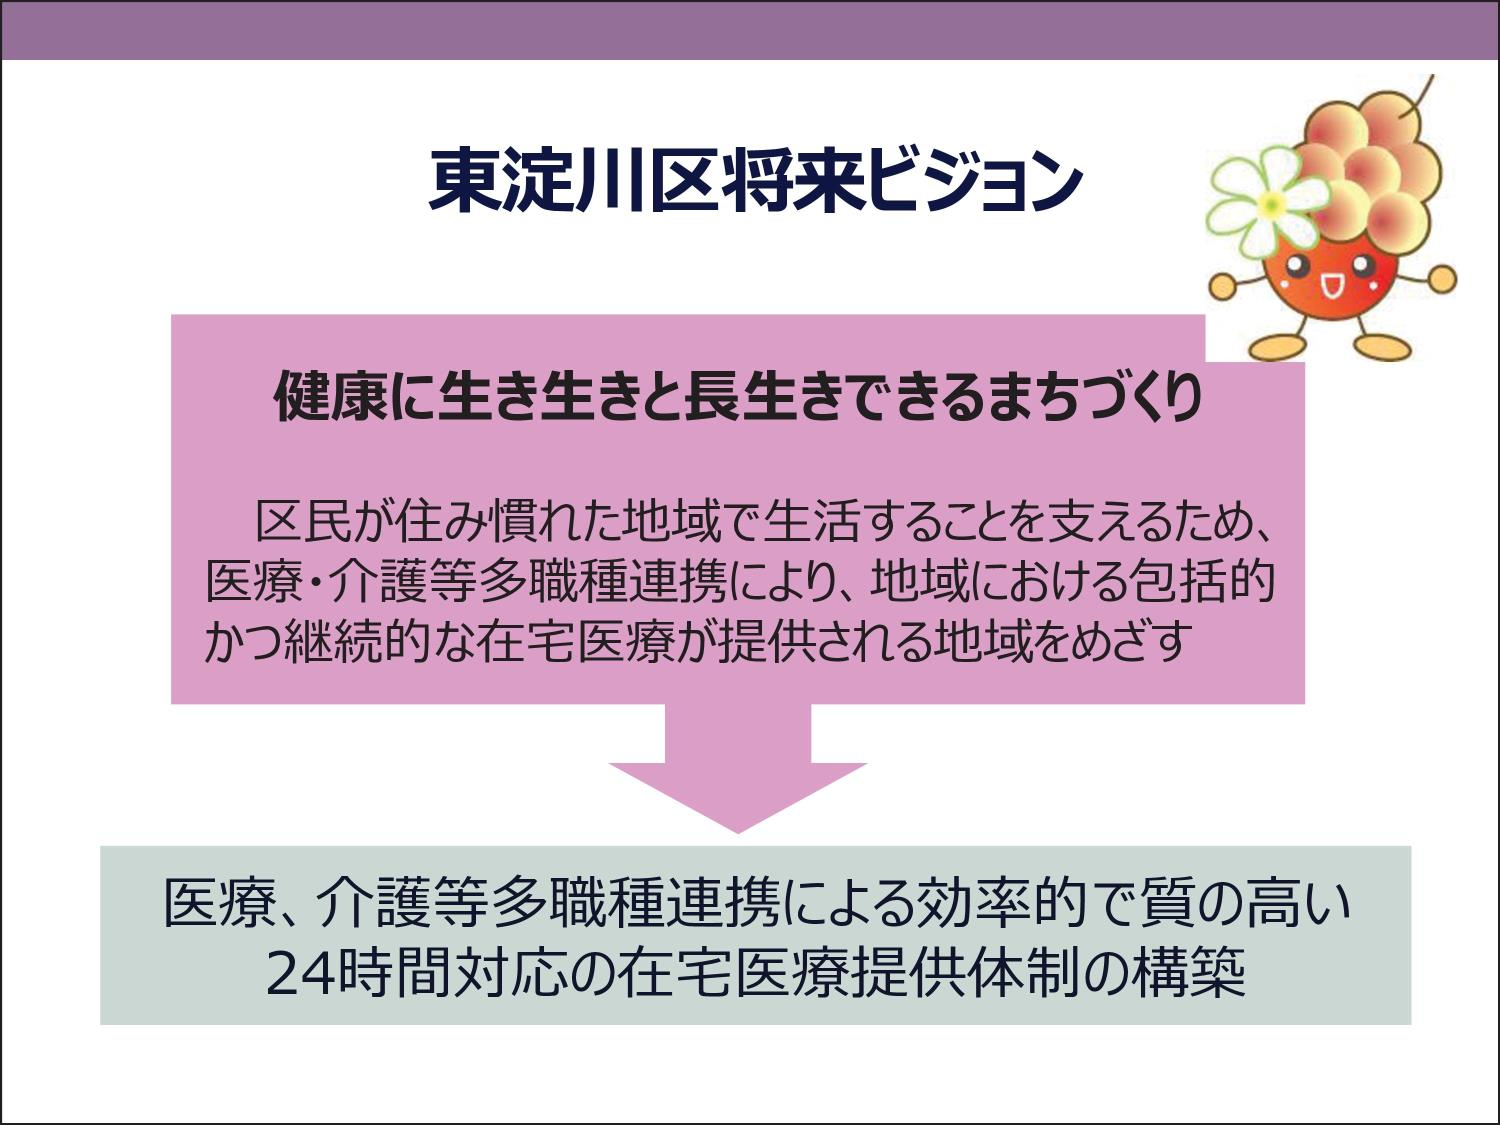 東淀川区将来ビジョン
健康に生き生きと長生きできるまちづくり
区民が住み慣れた地域で生活することを支えるため、
医療・介護等多職種連携により、地域における包括的
かつ継続的な在宅医療が提供される地域をめざす
医療、介護等多職種連携による効率的で質の高い
24時間対応の在宅医療提供体制の構築